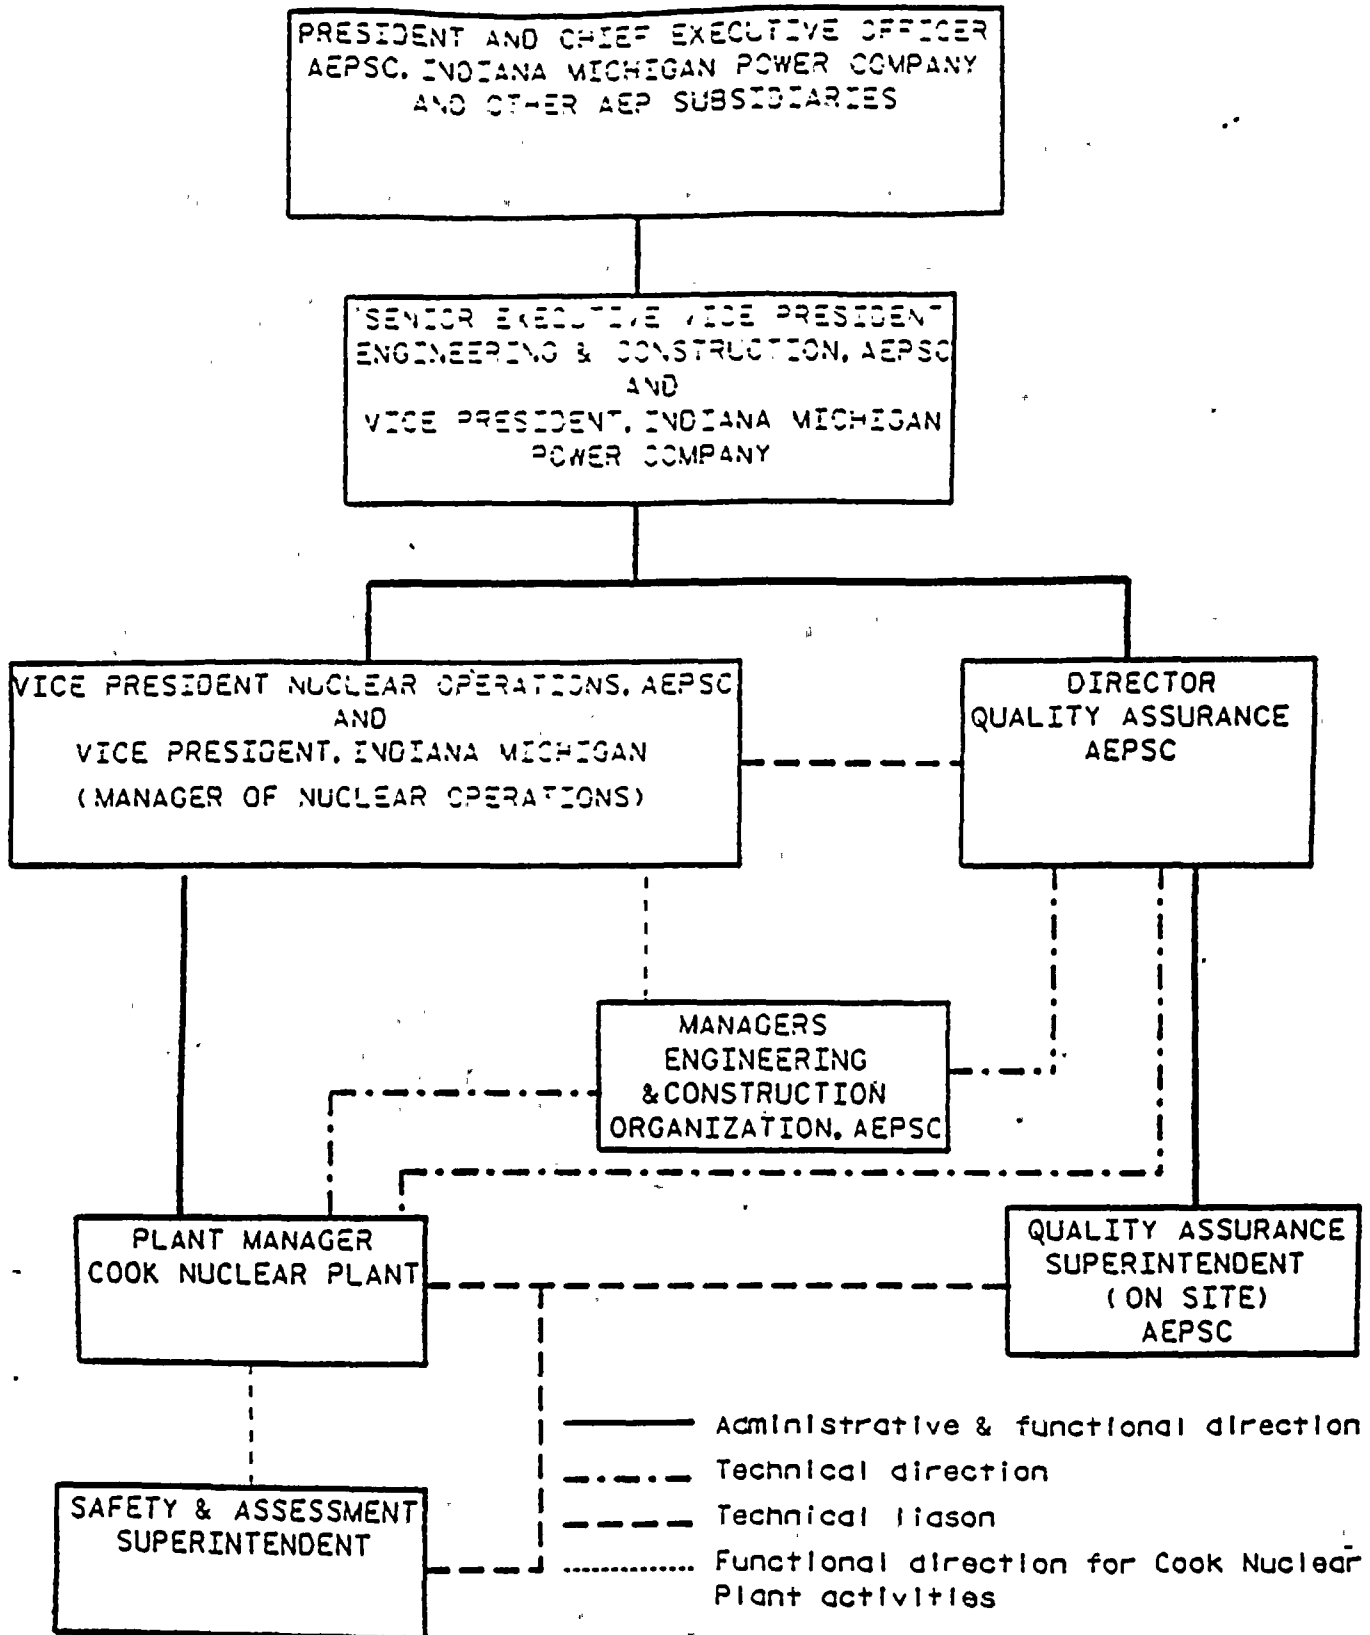 PRESIDENT AND CHIEF EXECUTIVE OFFICER
AEPSC, INDIANA MICHIGAN POWER COMPANY
AND OTHER AEP SUBSIDIARIES
SENIOR EXECUTIVE VICE PRESIDENT
ENGINEERING & CONSTRUCTION, AEPSC
AND
VICE PRESIDENT, INDIANA MICHIGAN
POWER COMPANY
VICE PRESIDENT NUCLEAR OPERATIONS, AEPSC
AND
VICE PRESIDENT, INDIANA MICHIGAN
(MANAGER OF NUCLEAR OPERATIONS)
DIRECTOR
QUALITY ASSURANCE
AEPSC
MANAGERS
ENGINEERING
&CONSTRUCTION
ORGANIZATION, AEPSC
PLANT MANAGER
COOK NUCLEAR PLANT
QUALITY ASSURANCE
SUPERINTENDENT
(ON SITE)
AEPSC
SAFETY & ASSESSMENT
SUPERINTENDENT
Administrative & functional direction
Technical direction
Technical liason
Functional direction for Cook Nuclear
Plant activities